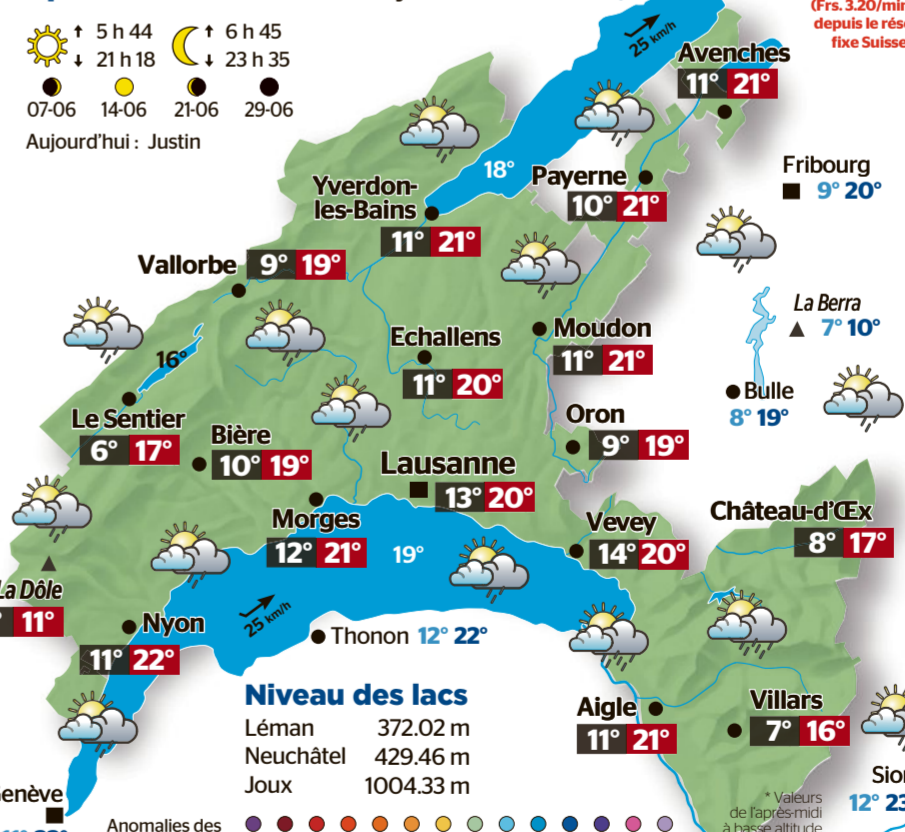 (Frs. 3.20/min
depuis le rés
fixe Suisse
5 h 44
21 h 18
6 h 45
23 h 35
07-06
14-06
21-06
29-06
Aujourd'hui : Justin
25 km/h
Avenches
11° 21°
18°
Payerne
10° 21°
Fribourg
9° 20°
Yverdon-
les-Bains
11° 21°
Vallorbe 9° 19°
La Berra
7° 10°
16°
Echallens
11° 20°
Moudon
11° 21°
Bulle
8° 19°
Le Sentier
6° 17°
Bière
10° 19°
Oron
9° 19°
Lausanne
13° 20°
Morges
12° 21°
19°
Vevey
14° 20°
Château-d'Œx
8° 17°
La Dôle
11°
Nyon
11° 22°
25 km/h
Thonon 12° 22°
Niveau des lacs
Léman 372.02 m
Neuchâtel 429.46 m
Joux 1004.33 m
Aigle
11° 21°
Villars
7° 16°
Sion
12° 23
enève
* Valeurs
de l'après-midi
à basse altitude
Anomalies des